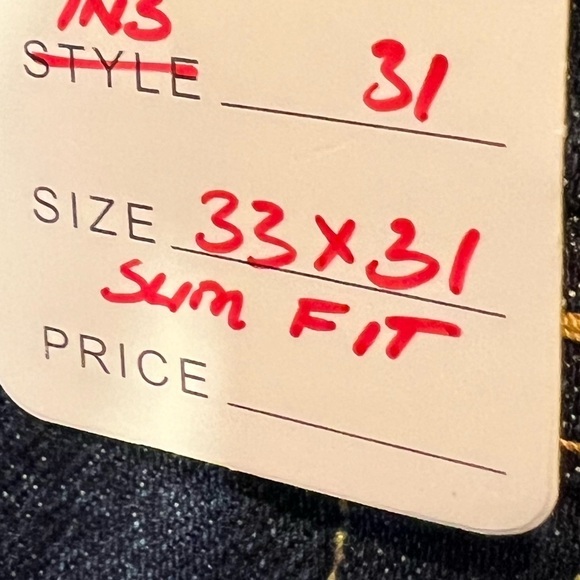 INS
STYLE 31
SIZE 33 x 31
SLIM FIT
PRICE